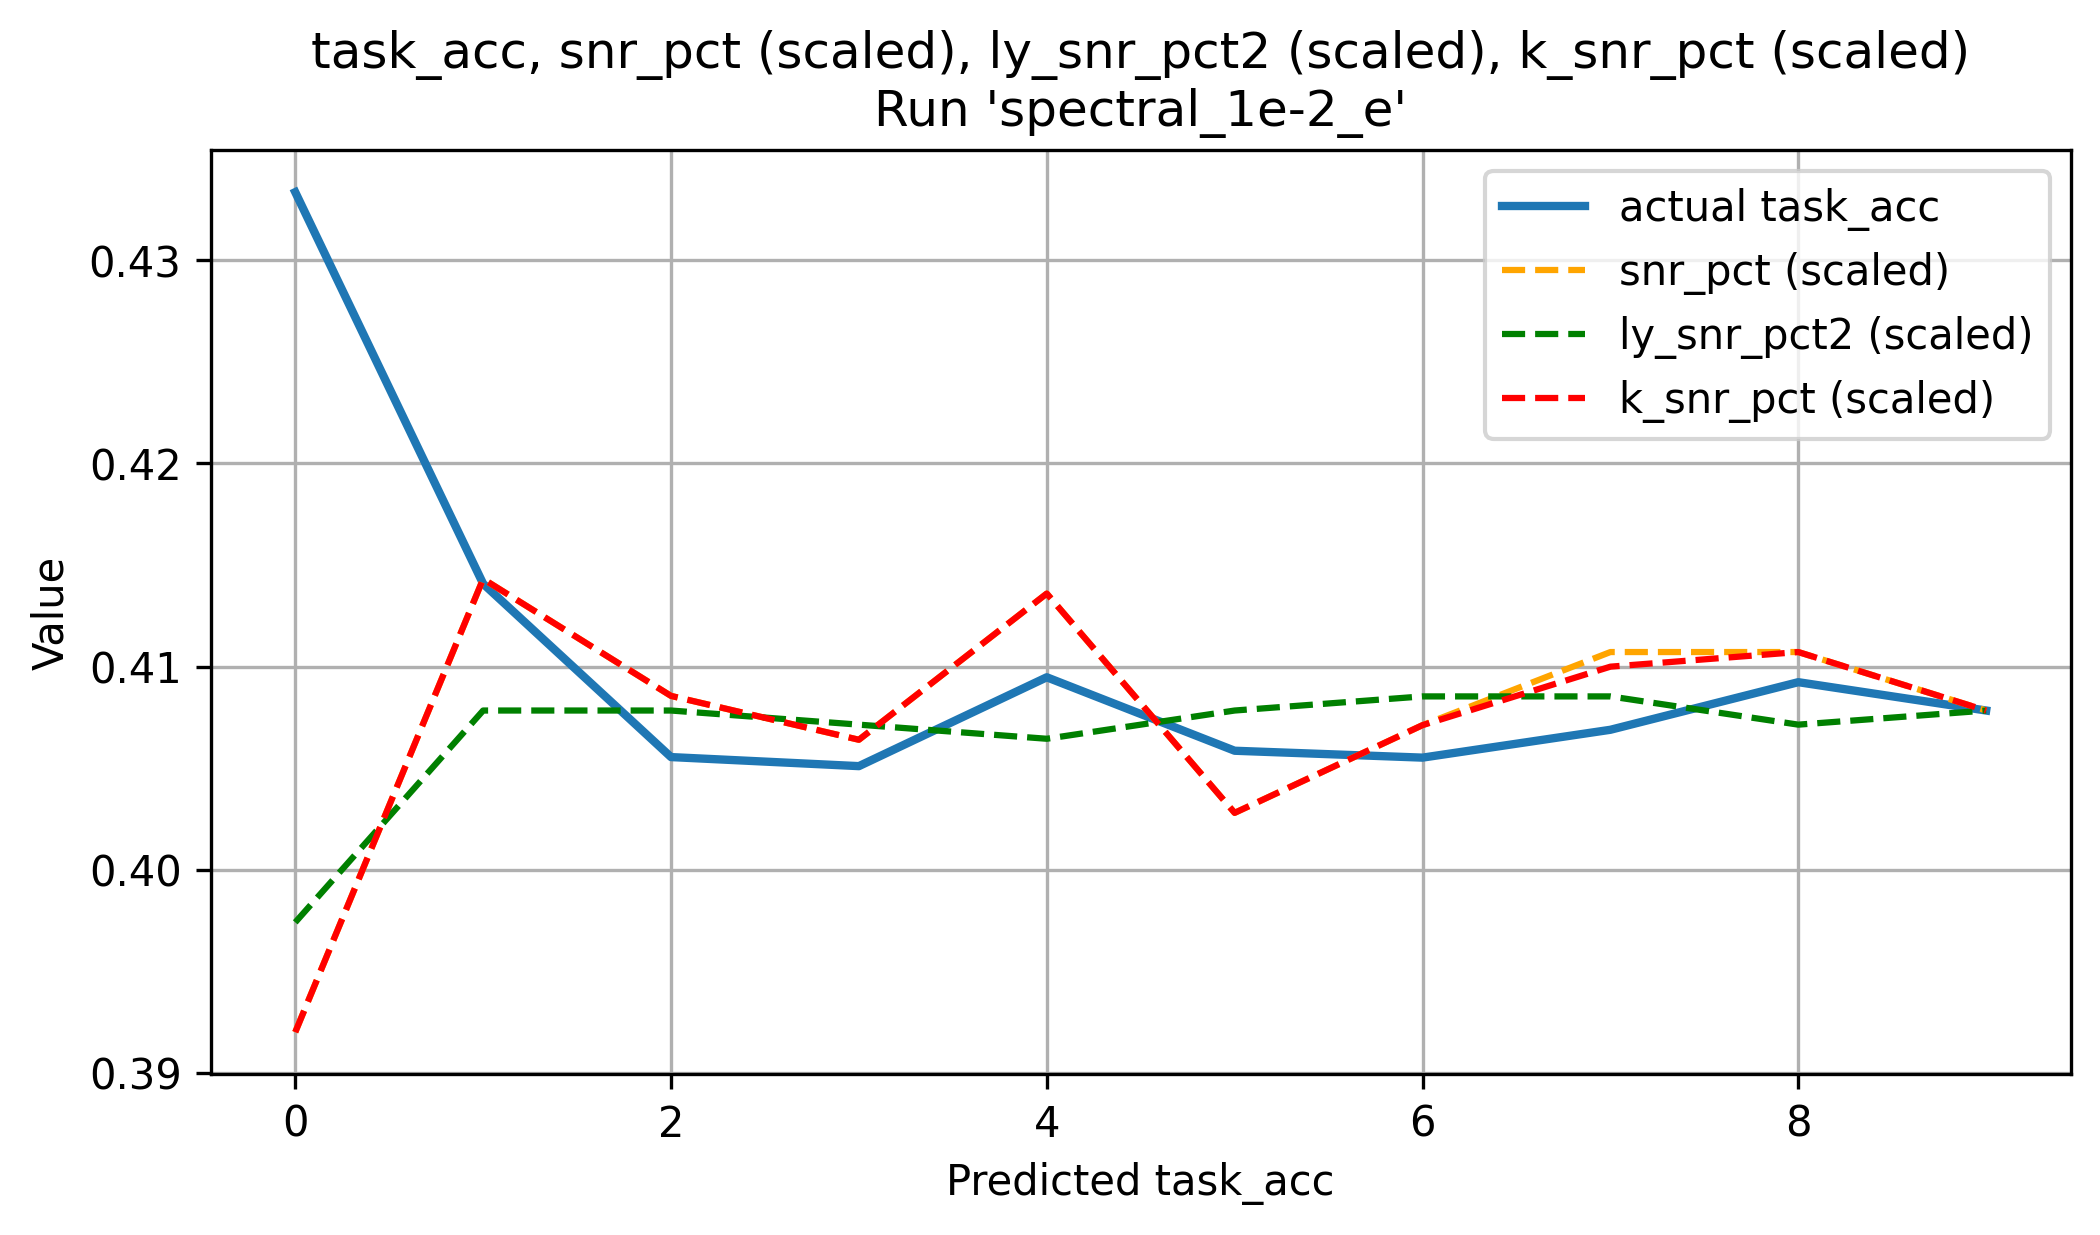 task_acc, snr_pct (scaled), ly_snr_pct2 (scaled), k_snr_pct (scaled)
Run 'spectral_1e-2_e'
actual task_acc
snr_pct (scaled)
ly_snr_pct2 (scaled)
k_snr_pct (scaled)
Value
0.43
0.42
0.41
0.40
0.39
0 2 4 6 8
Predicted task_acc